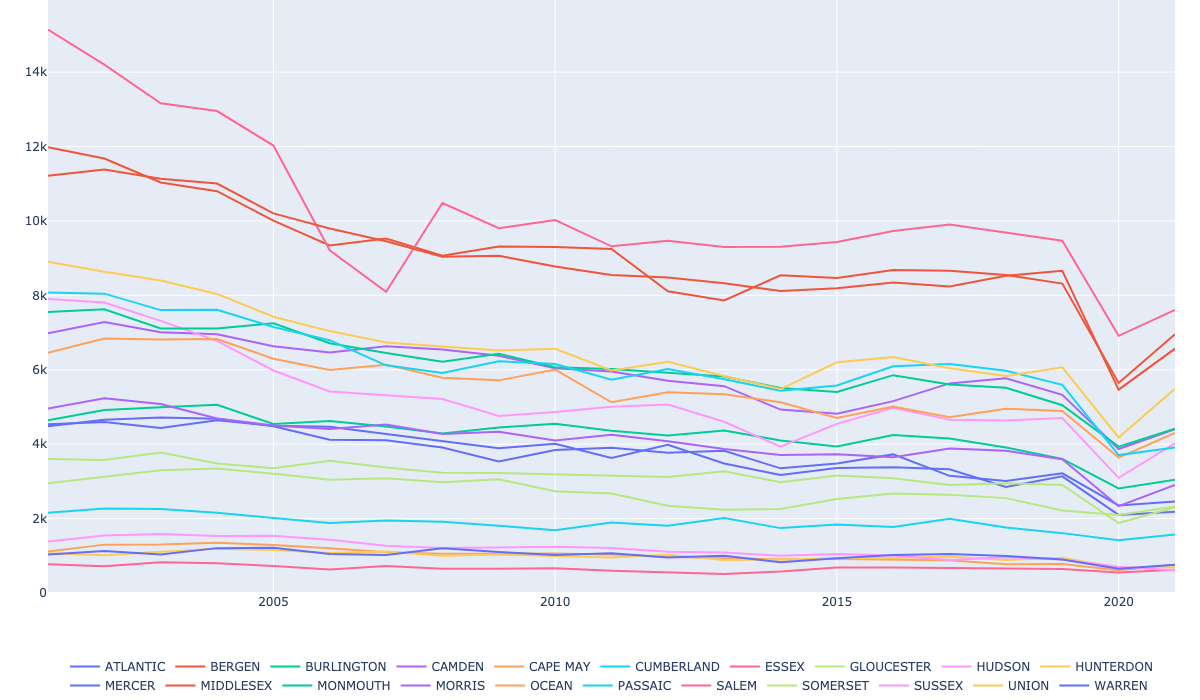 14k
12k
10k
8k
6k
4k
2k
0
2005 2010 2015 2020
ATLANTIC BERGEN BURLINGTON CAMDEN CAPE MAY CUMBERLAND ESSEX GLOUCESTER HUDSON HUNTERDON
MERCER MIDDLESEX MONMOUTH MORRIS OCEAN PASSAIC SALEM SOMERSET SUSSEX UNION WARREN